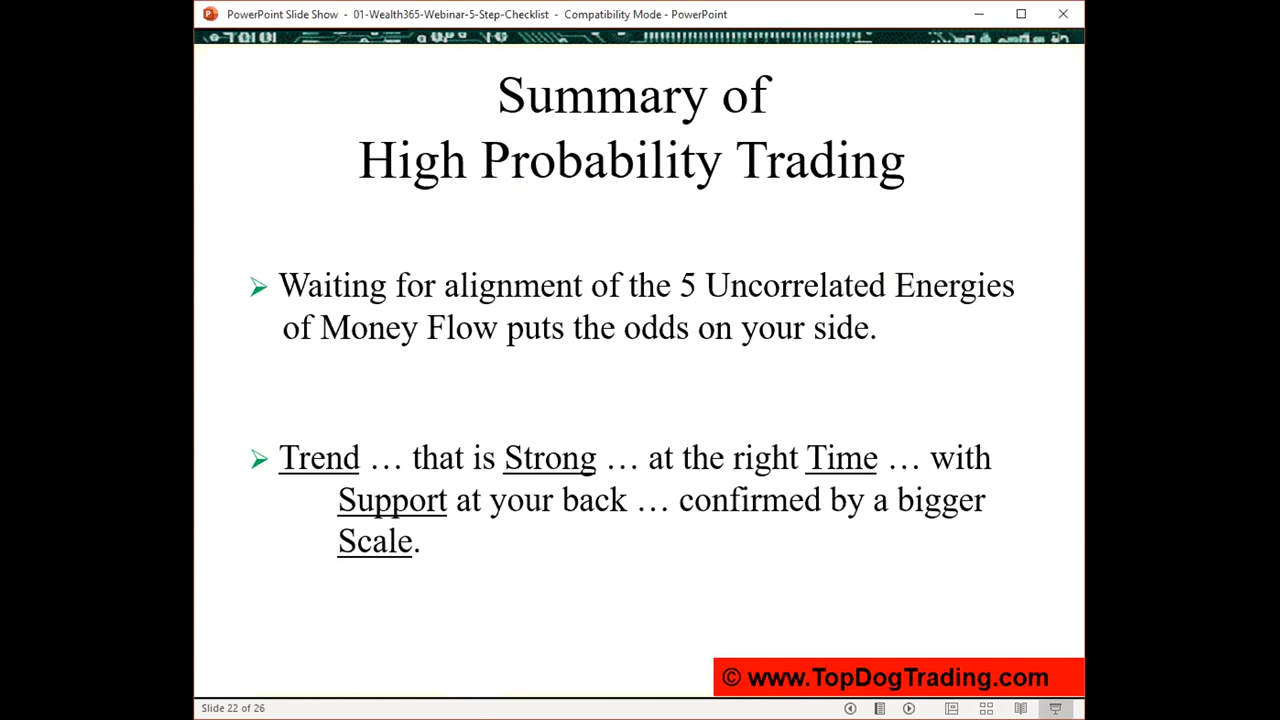 PowerPoint Slide Show - 01-Wealth365-Webinar-5-Step-Checklist - Compatibility Mode - PowerPoint
Summary of
High Probability Trading
Waiting for alignment of the 5 Uncorrelated Energies
of Money Flow puts the odds on your side.
Trend … that is Strong … at the right Time … with
Support at your back … confirmed by a bigger
Scale.
© www.TopDogTrading.com
Slide 22 of 26